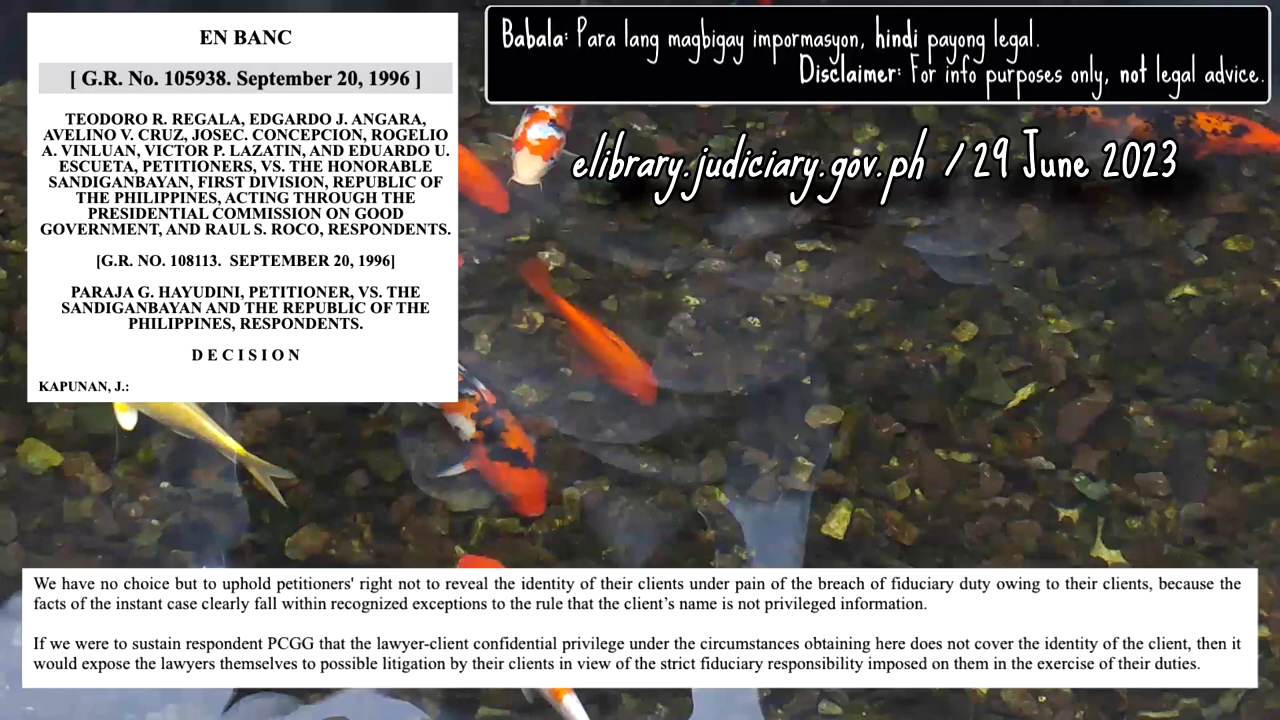 EN BANC
[ G.R. No. 105938. September 20, 1996 ]
TEODORO R. REGALA, EDGARDO J. ANGARA,
AVELINO V. CRUZ, JOSEC. CONCEPCION, ROGELIO
A. VINLUAN, VICTOR P. LAZATIN, AND EDUARDO U.
ESCUETA, PETITIONERS, VS. THE HONORABLE
SANDIGANBAYAN, FIRST DIVISION, REPUBLIC OF
THE PHILIPPINES, ACTING THROUGH THE
PRESIDENTIAL COMMISSION ON GOOD
GOVERNMENT, AND RAUL S. ROCO, RESPONDENTS.
[G.R. NO. 108113. SEPTEMBER 20, 1996]
PARAJA G. HAYUDINI, PETITIONER, VS. THE
SANDIGANBAYAN AND THE REPUBLIC OF THE
PHILIPPINES, RESPONDENTS.
D E C I S I O N
KAPUNAN, J.:
Babala: Para lang magbigay impormasyon, hindi payong legal.
Disclaimer: For info purposes only, not legal advice.
elibrary.judiciary.gov.ph / 29 June 2023
We have no choice but to uphold petitioners' right not to reveal the identity of their clients under pain of the breach of fiduciary duty owing to their clients, because the
facts of the instant case clearly fall within recognized exceptions to the rule that the client's name is not privileged information.
If we were to sustain respondent PCGG that the lawyer-client confidential privilege under the circumstances obtaining here does not cover the identity of the client, then it
would expose the lawyers themselves to possible litigation by their clients in view of the strict fiduciary responsibility imposed on them in the exercise of their duties.